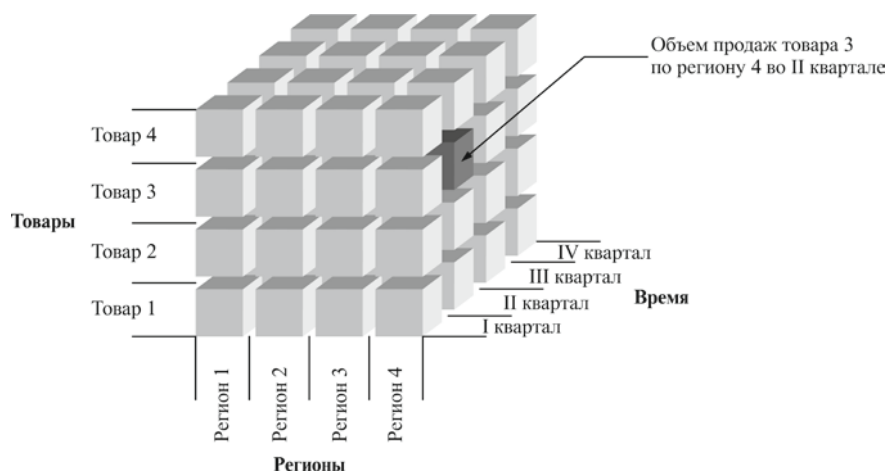 Объем продаж товара 3
по региону 4 во II квартале
Товар 4
Товар 3
Товары
Товар 2
Товар 1
IV квартал
III квартал
II квартал
Время
I квартал
Регион 1
Регион 2
Регион 3
Регион 4
Регионы